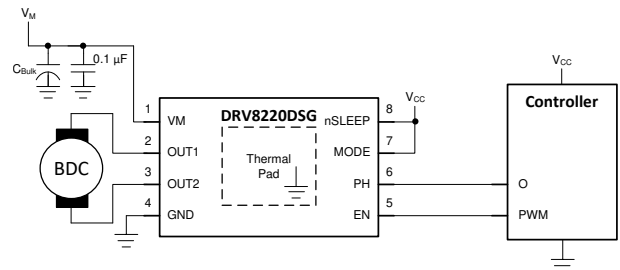 VM
CBulk
0.1 µF
VCC
VCC
Controller
DRV8220DSG
1
VM
nSLEEP
8
2
OUT1
MODE
7
BDC
Thermal
Pad
3
OUT2
PH
6
O
4
GND
EN
5
PWM